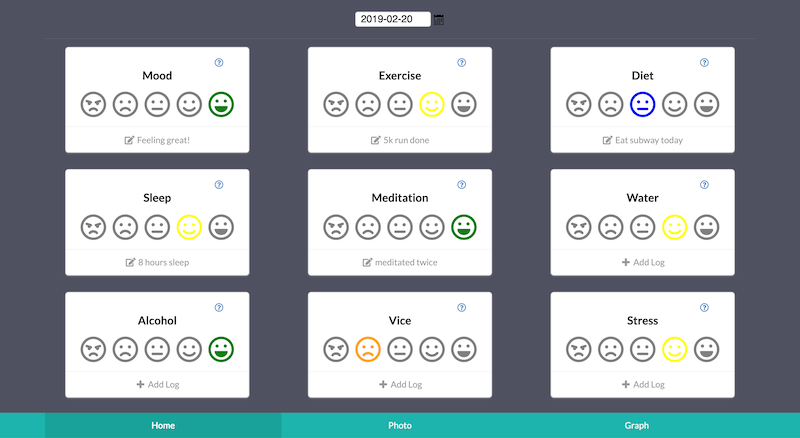 2019-02-20
Mood
Exercise
Diet
Feeling great!
5k run done
Eat subway today
Sleep
Meditation
Water
8 hours sleep
meditated twice
Add Log
Alcohol
Vice
Stress
Add Log
Add Log
Add Log
Home
Photo
Graph